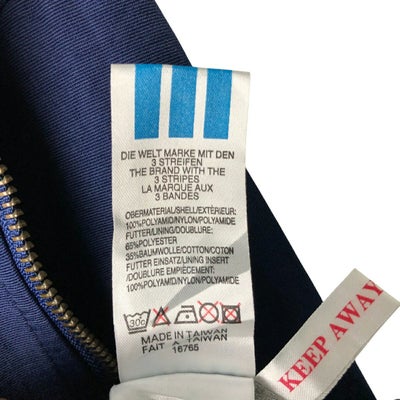 DIE WELT MARKE MIT DEN
3 STREIFEN
THE BRAND WITH THE
3 STRIPES
LA MARQUE AUX
3 BANDES
OBERMATERIAL/SHELL/EXTÉRIEUR:
100%POLYAMID/NYLON/POLYAMIDE
FUTTER/LINING/DOUBLURE:
65%POLYESTER
35%BAUMWOLLE/COTTON/COTON
FUTTER EINSATZ/LINING INSERT
/DOUBLURE EMPIÈCEMENT:
100%POLYAMID/NYLON/POLYAMIDE
30c
MADE IN TAIWAN
FAIT A TAIWAN
16765
KEEP AWAY